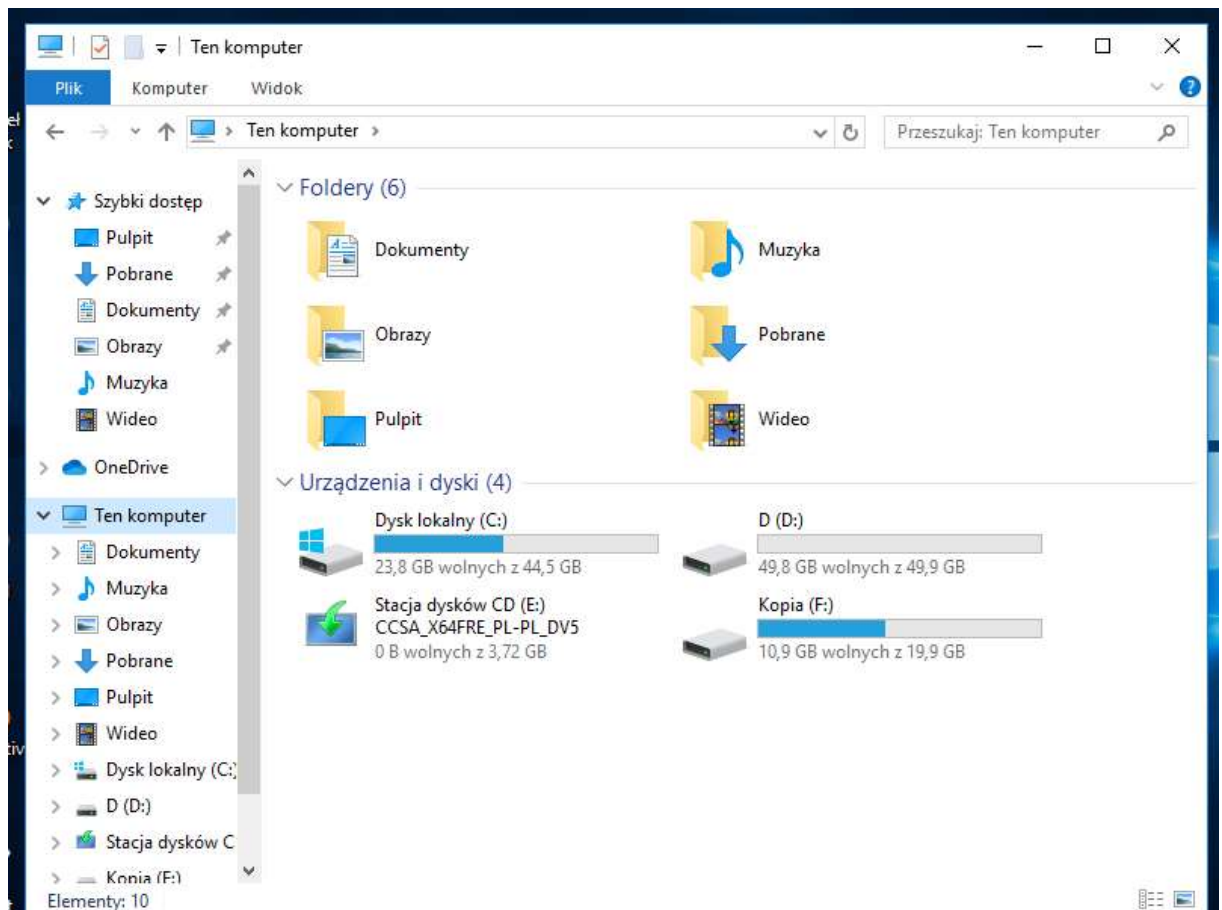 Ten komputer
Plik Komputer Widok
Ten komputer
Przeszukaj: Ten komputer
Szybki dostęp
Pulpit
Pobrane
Dokumenty
Obrazy
Muzyka
Wideo
OneDrive
Ten komputer
Dokumenty
Muzyka
Obrazy
Pobrane
Pulpit
Wideo
Dysk lokalny (C:)
D (D:)
Stacja dysków C
Kopia (F:)
Foldery (6)
Dokumenty
Muzyka
Obrazy
Pobrane
Pulpit
Wideo
Urządzenia i dyski (4)
Dysk lokalny (C:)
23,8 GB wolnych z 44,5 GB
D (D:)
49,8 GB wolnych z 49,9 GB
Stacja dysków CD (E:)
CCSA_X64FRE_PL-PL_DV5
0 B wolnych z 3,72 GB
Kopia (F:)
10,9 GB wolnych z 19,9 GB
Elementy: 10